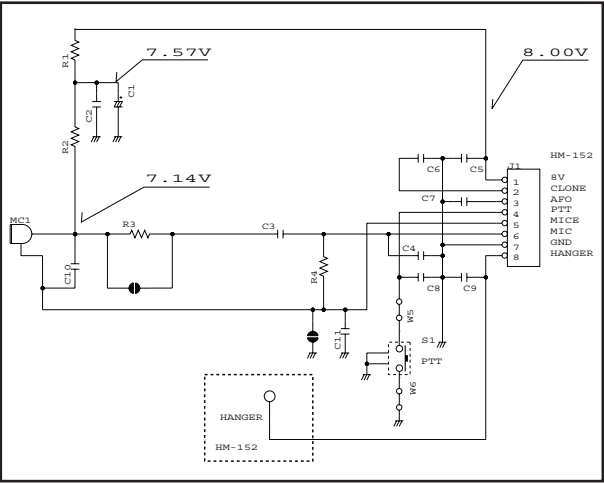 7.57V
8.00V
R1
C1
C2
R2
HM-152
J1
C6
C5
1
8V
2
CLONE
C7
3
AFO
4
PTT
5
MICE
6
MIC
7
GND
8
HANGER
7.14V
MC1
R3
C3
C4
C10
R4
C8
C9
W5
C11
S1
PTT
W6
HANGER
HM-152